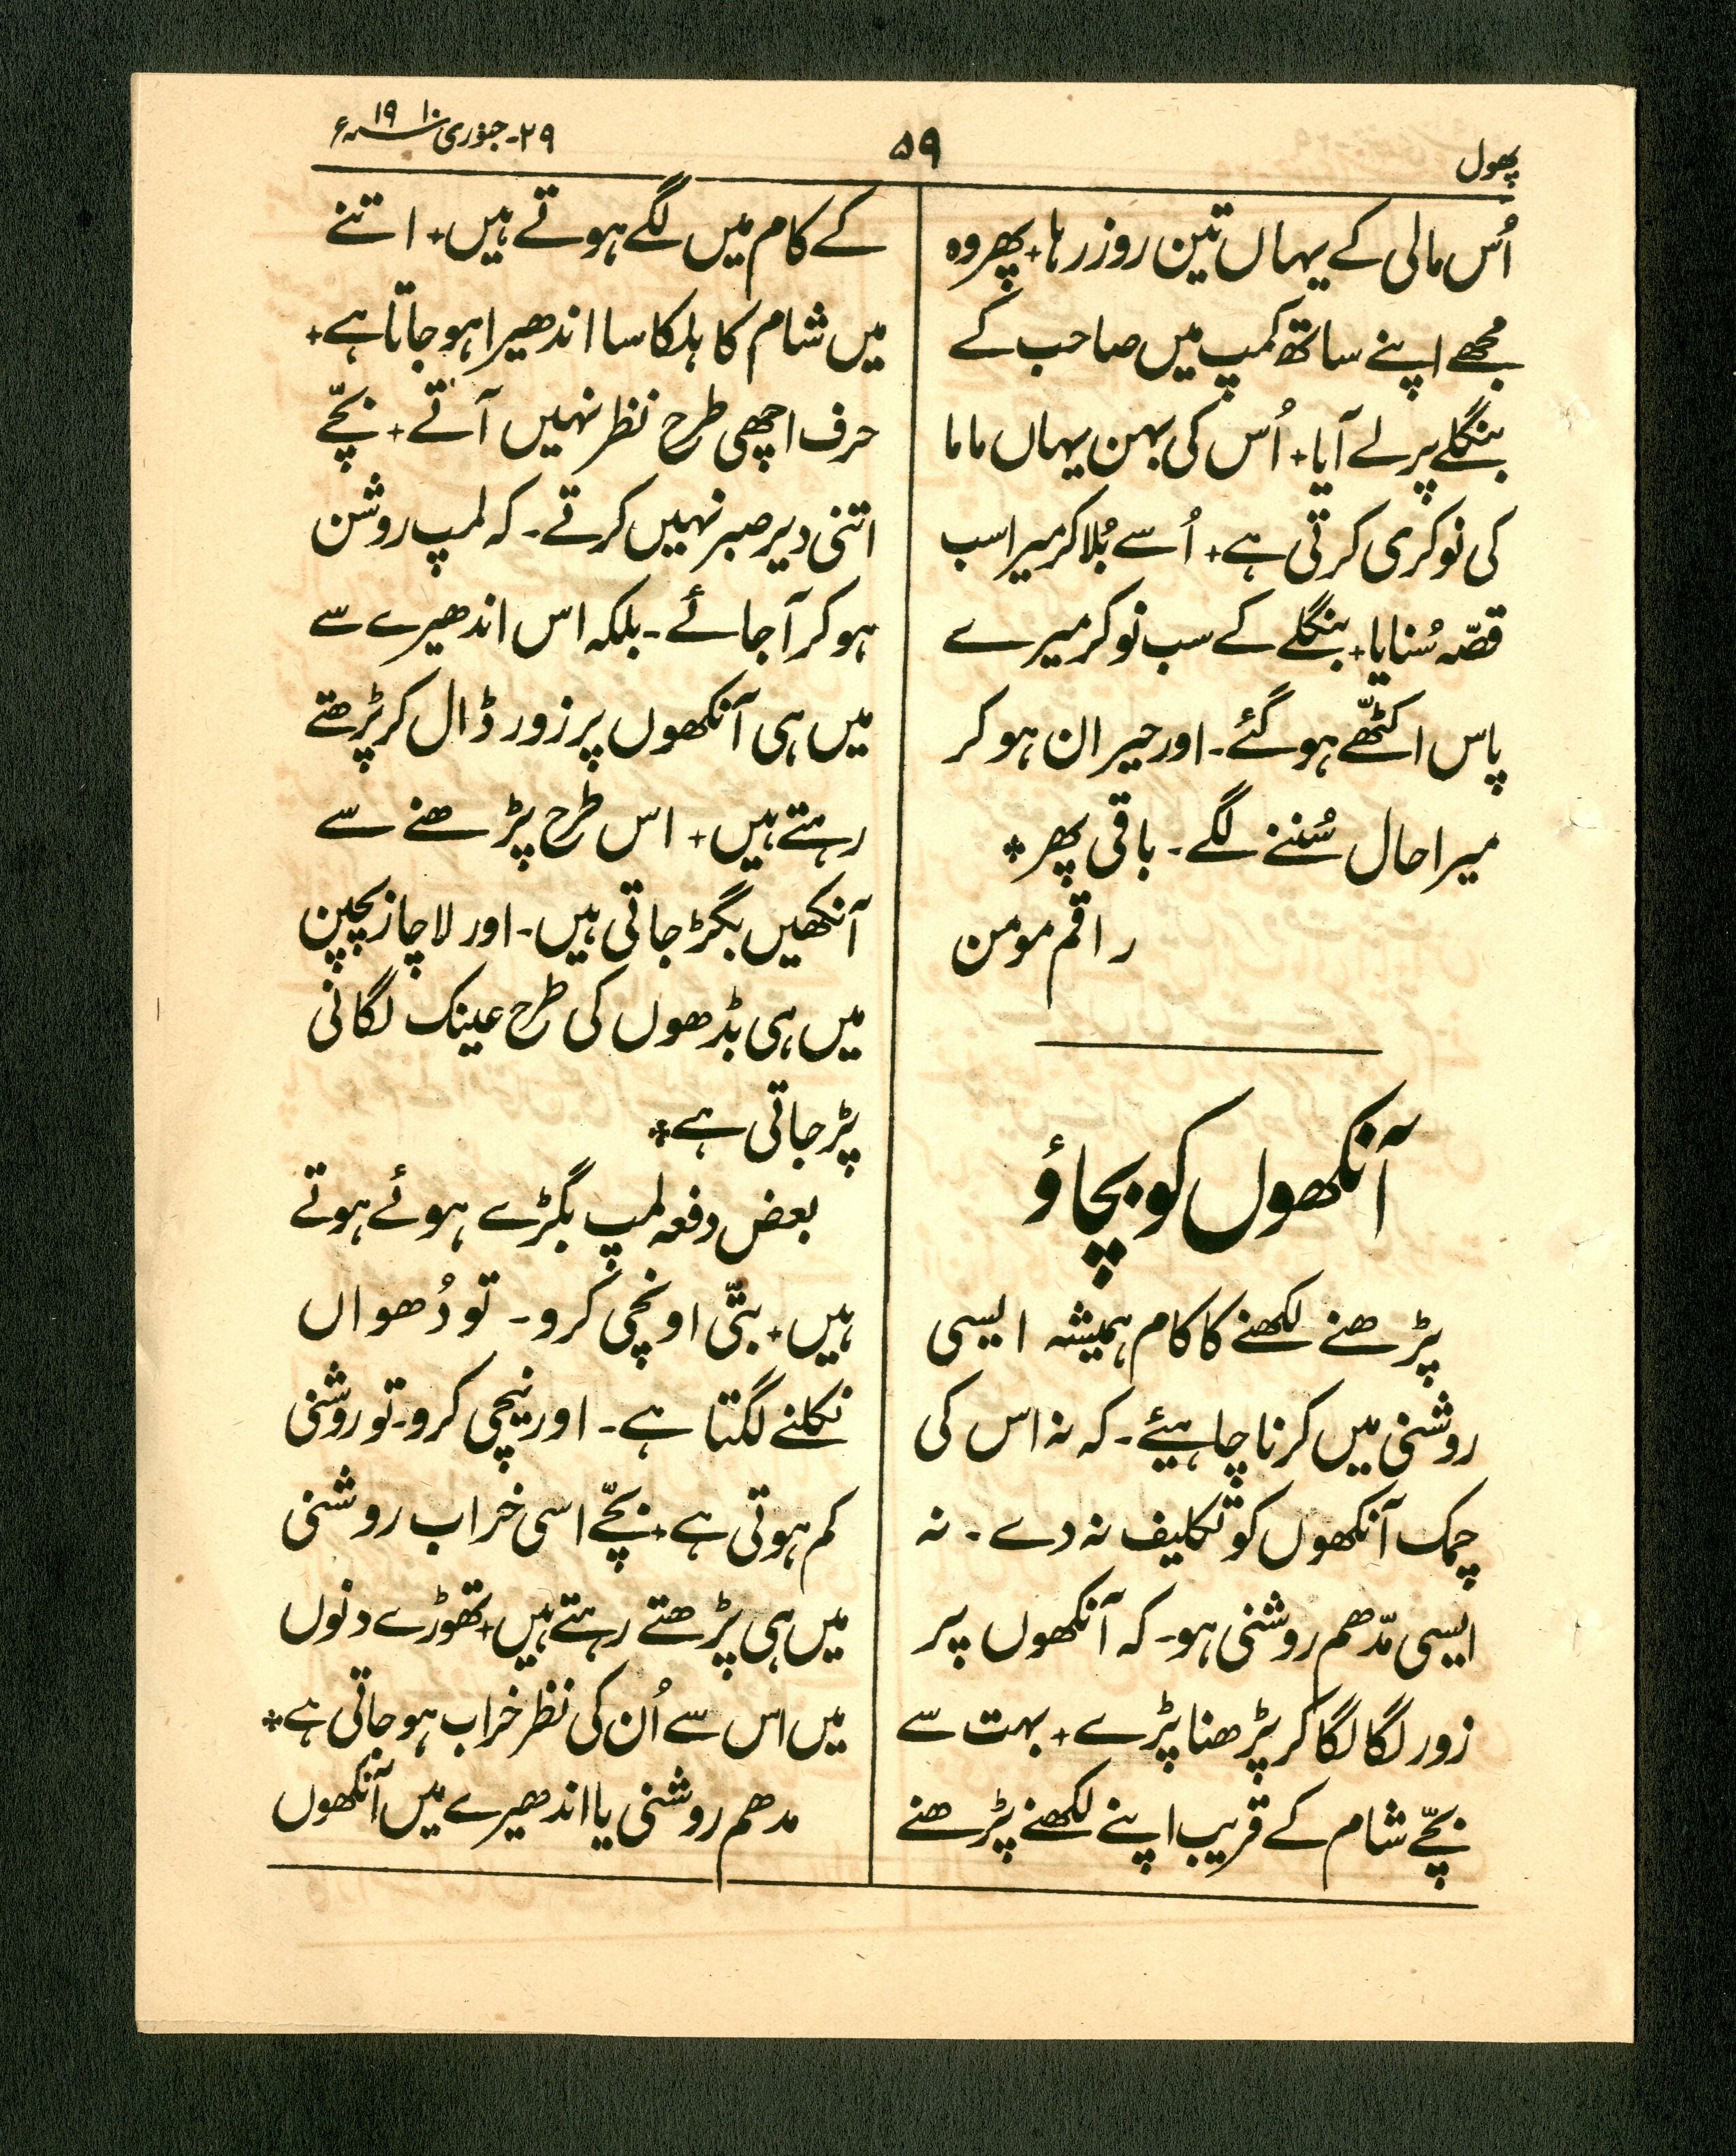 پھول
۵۹
۲۹۔ جنوری ۱۹۱۰ء
اُس مالی کے یہاں تین روز رہا۔ پھر وہ
مجھے اپنے ساتھ کمپ میں صاحب کے
بنگلے پر لے آیا۔ اُس کی بہن یہاں ماما
کی نوکری کرتی ہے۔ اُسے بُلا کر میرا سب
قصّہ سُنایا۔ بنگلے کے سب نوکر میرے
پاس اکٹھّے ہو گئے۔ اور حیران ہو کر
میرا حال سُننے لگے۔ باقی پھر ٭
راقم مومن
آنکھوں کو بچاؤ
پڑھنے لکھنے کا کام ہمیشہ ایسی
روشنی میں کرنا چاہیئے۔ کہ نہ اس کی
چمک آنکھوں کو تکلیف نہ دے۔ نہ
ایسی مدّھم روشنی ہو۔ کہ آنکھوں پر
زور لگا لگا کر پڑھنا پڑے۔ بہت سے
بچّے شام کے قریب اپنے لکھنے پڑھنے
کے کام میں لگے ہوتے ہیں۔ اتنے
میں شام کا ہلکا سا اندھیرا ہو جاتا ہے۔
حرف اچھی طرح نظر نہیں آتے۔ بچّے
اتنی دیر صبر نہیں کرتے۔ کہ لمپ روشن
ہو کر آ جائے۔ بلکہ اس اندھیرے سے
میں ہی آنکھوں پر زور ڈال کر پڑھتے
رہتے ہیں۔ اس طرح پڑھنے سے
آنکھیں بگڑ جاتی ہیں۔ اور لاچار بچپن
میں ہی بڈھوں کی طرح عینک لگانی
پڑ جاتی ہے ٭
بعض دفعہ لمپ بگڑے ہوئے ہوتے
ہیں۔ بتّی اونچی کرو۔ تو دُھواں
نکلنے لگتا ہے۔ اور نیچی کرو۔ تو روشنی
کم ہوتی ہے۔ بچّے اسی خراب روشنی
میں ہی پڑھتے رہتے ہیں۔ تھوڑے دنوں
میں اس سے اُن کی نظر خراب ہو جاتی ہے ٭
مدھم روشنی یا اندھیرے میں آنکھوں